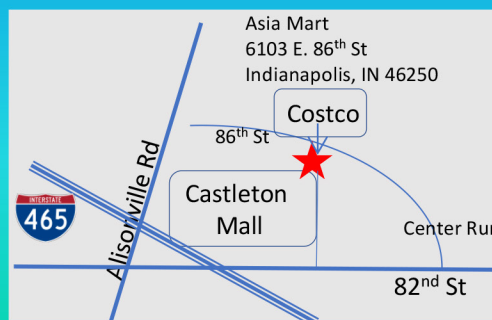 Asia Mart
6103 E. 86th St
Indianapolis, IN 46250
Costco
86th St
Alisonville Rd
Castleton
Mall
INTERSTATE
465
Center Run
82nd St